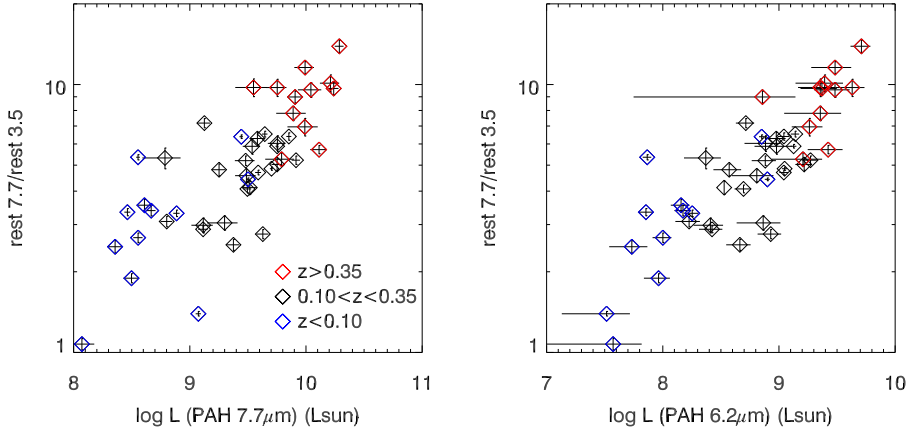 rest 7.7/rest 3.5
10
1
z>0.35
0.10<z<0.35
z<0.10
8 9 10 11
log L (PAH 7.7μm) (Lsun)
rest 7.7/rest 3.5
10
1
7 8 9 10
log L (PAH 6.2μm) (Lsun)